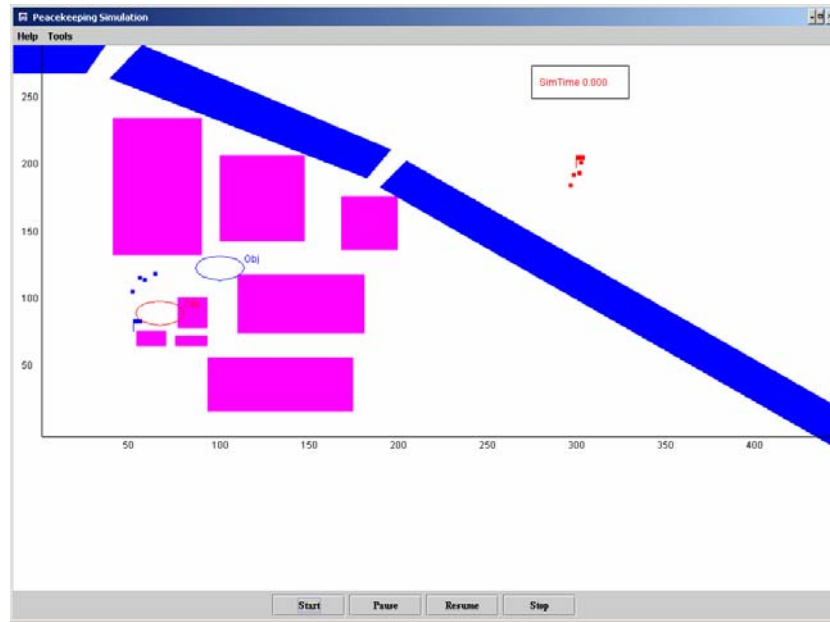 Peacekeeping Simulation
Help Tools
SimTime 0.000
250
200
150
Obj
100
50
50 100 150 200 250 300 350 400
Start Pause Resume Stop